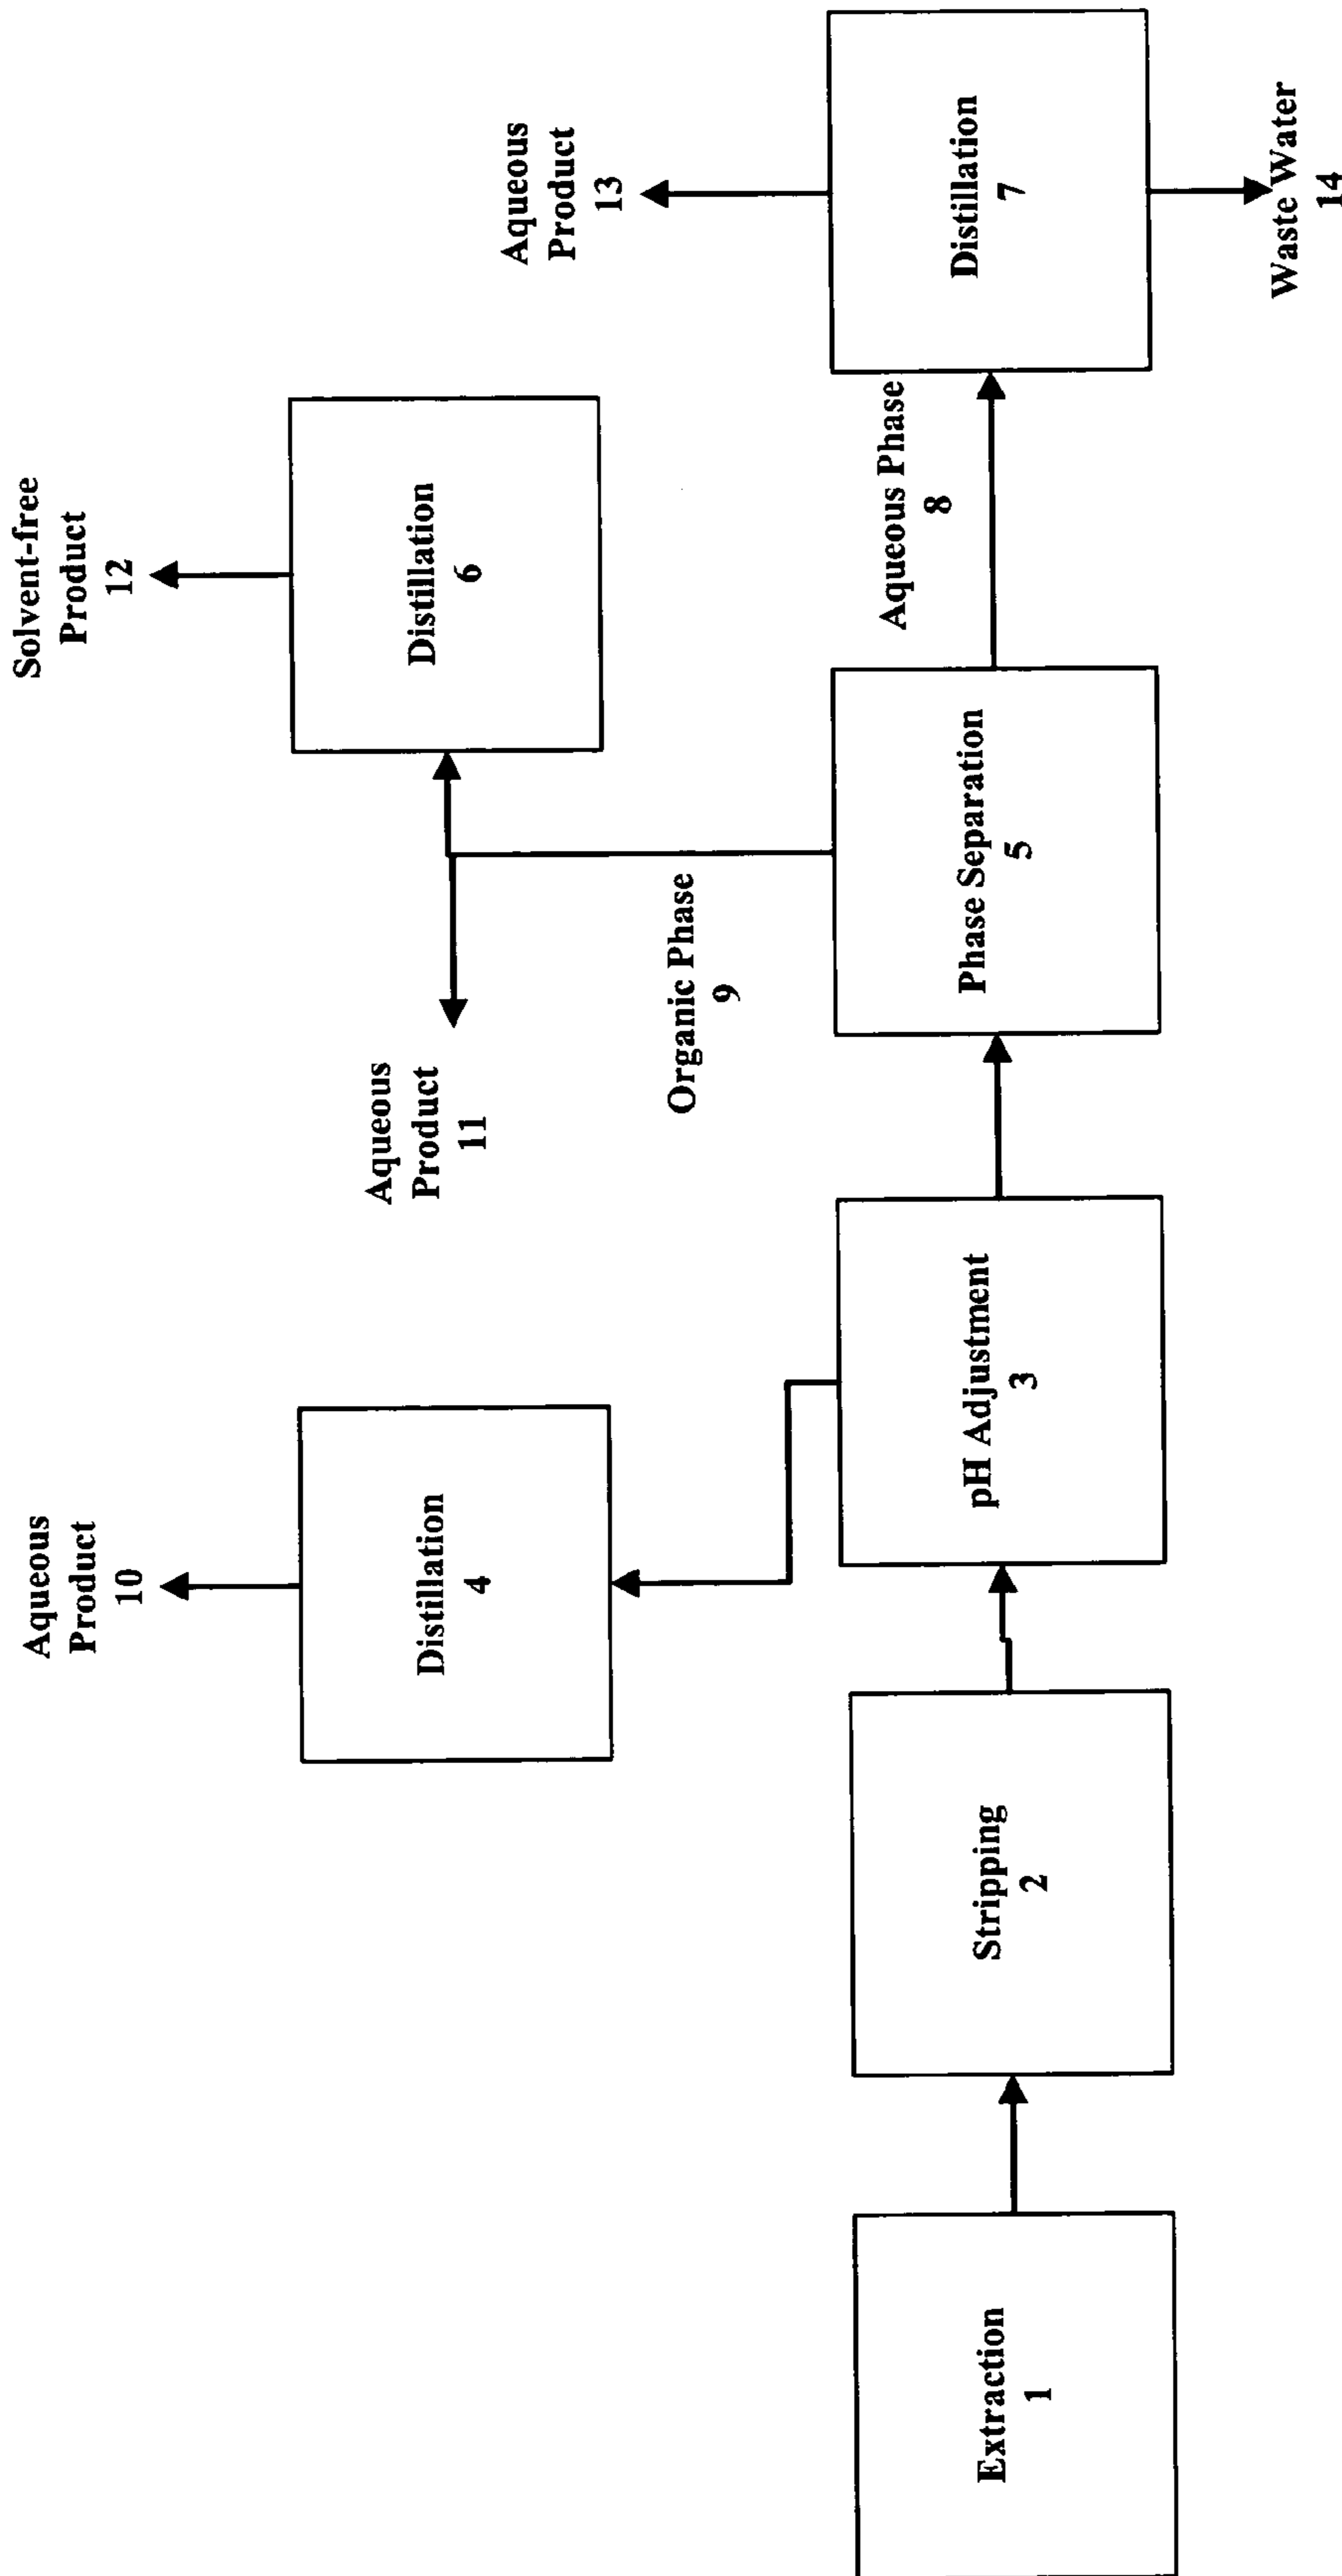 Extraction
1
Stripping
2
pH Adjustment
3
Distillation
4
Aqueous
Product
10
Phase Separation
5
Organic Phase
9
Aqueous
Product
11
Distillation
6
Solvent-free
Product
12
Aqueous Phase
8
Distillation
7
Aqueous
Product
13
Waste Water
14